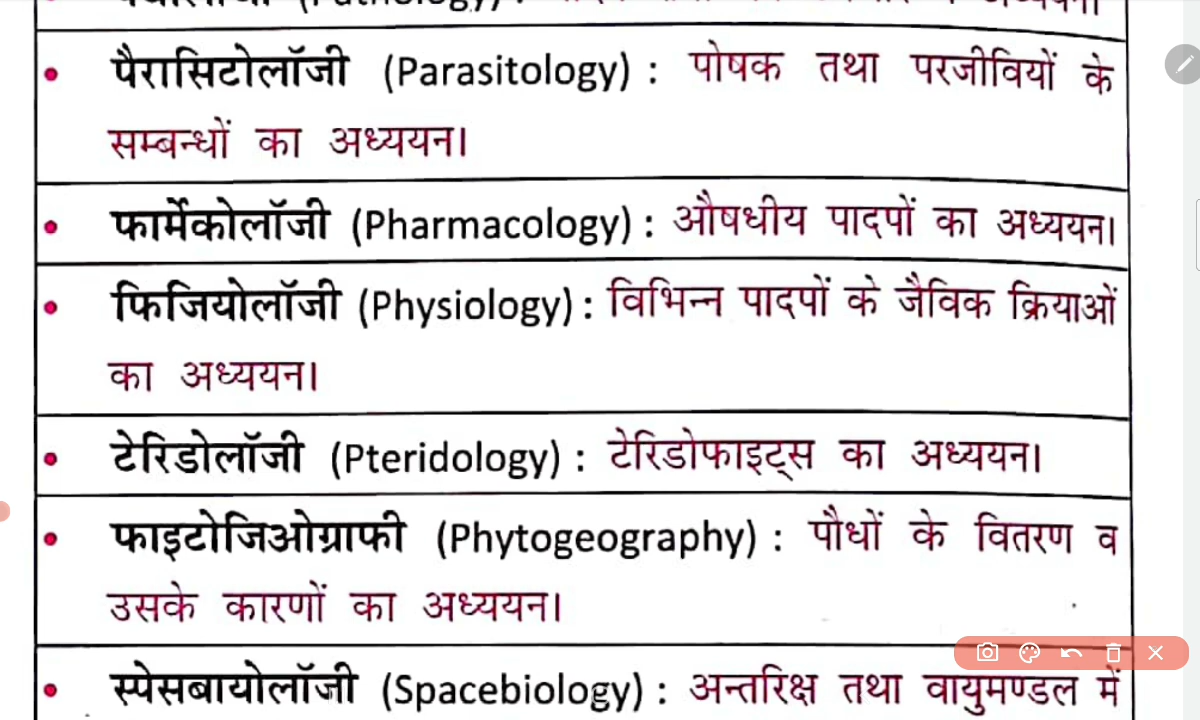 • पैरासिटोलॉजी (Parasitology) : पोषक तथा परजीवियों के
सम्बन्धों का अध्ययन।
• फार्मेकोलॉजी (Pharmacology) : औषधीय पादपों का अध्ययन।
• फिजियोलॉजी (Physiology) : विभिन्न पादपों के जैविक क्रियाओं
का अध्ययन।
• टेरिडोलॉजी (Pteridology) : टेरिडोफाइट्स का अध्ययन।
• फाइटोजिओग्राफी (Phytogeography) : पौधों के वितरण व
उसके कारणों का अध्ययन।
• स्पेसबायोलॉजी (Spacebiology) : अन्तरिक्ष तथा वायुमण्डल में